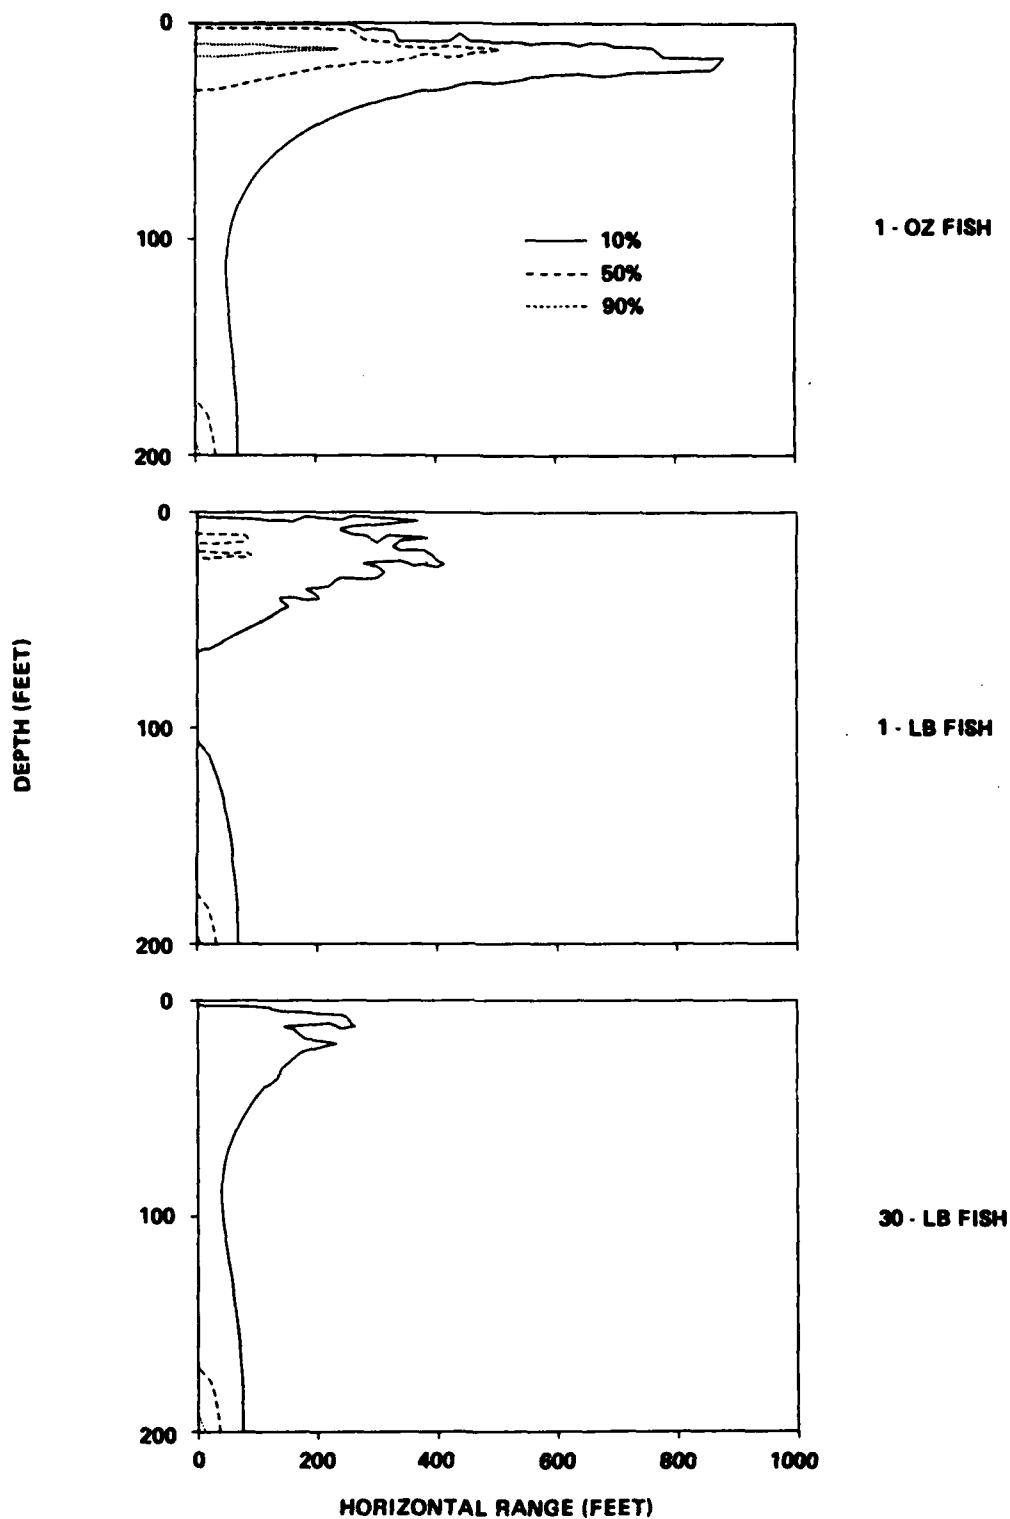 0
100
200
10%
50%
90%
1 - OZ FISH
0
100
200
1 - LB FISH
DEPTH (FEET)
0
100
200
30 - LB FISH
0 200 400 600 800 1000
HORIZONTAL RANGE (FEET)